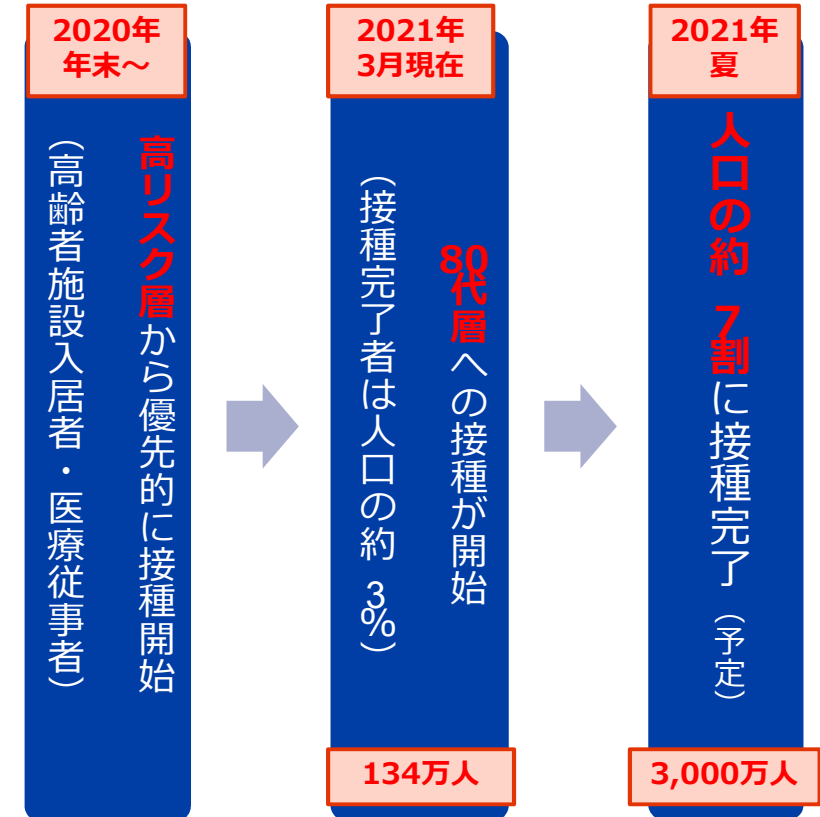 2020年
年末～
高リスク層から優先的に接種開始
（高齢者施設入居者・医療従事者）
2021年
3月現在
80代層への接種が開始
（接種完了者は人口の約 3%）
134万人
2021年
夏
人口の約 7割に接種完了（予定）
3,000万人